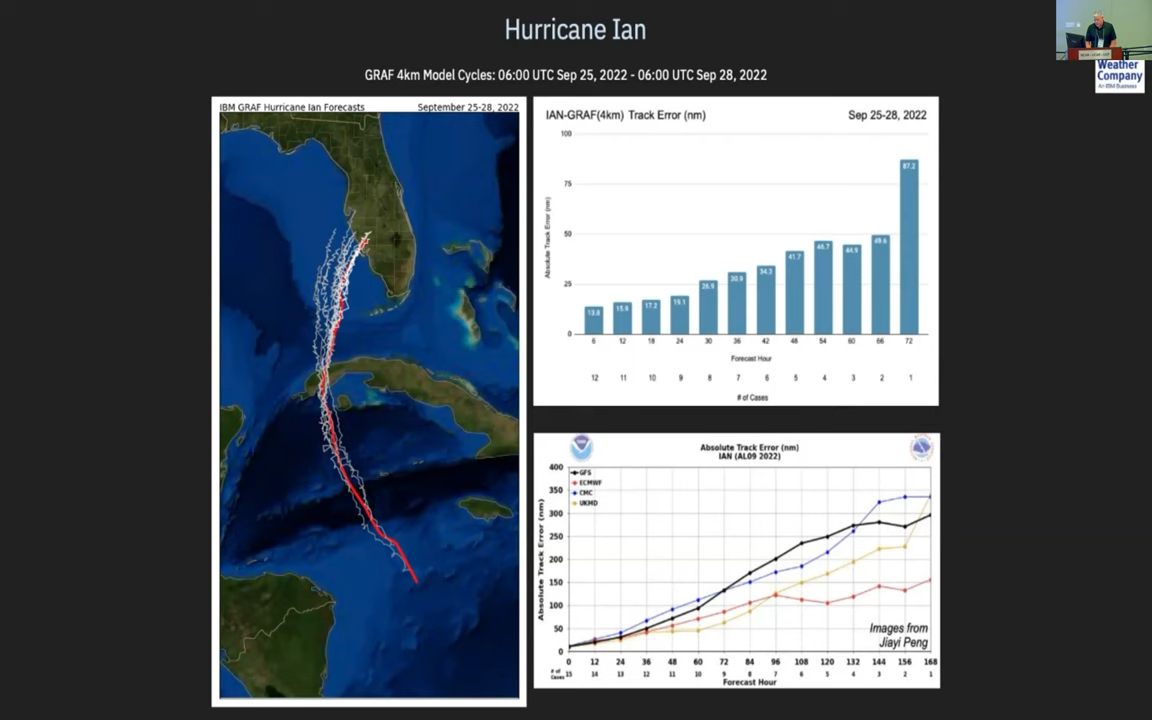 Hurricane Ian
GRAF 4km Model Cycles: 06:00 UTC Sep 25, 2022 - 06:00 UTC Sep 28, 2022
Weather
Company
An IBM Business
IBM GRAF Hurricane Ian Forecasts September 25-28, 2022
IAN-GRAF(4km) Track Error (nm) Sep 25-28, 2022
Absolute Track Error (nm)
100
75
50
25
0
13.8 15.9 17.2 19.1 26.9 30.9 34.3 41.7 46.7 44.5 49.6 87.2
6 12 18 24 30 36 42 48 54 60 66 72
Forecast Hour
12 11 10 9 8 7 6 5 4 3 2 1
# of Cases
Absolute Track Error (nm)
IAN (AL09 2022)
Absolute Track Error (nm)
400
350
300
250
200
150
100
50
0
GFS
ECMWF
CMC
UKMO
Images from
Jiayi Peng
0 12 24 36 48 60 72 84 96 108 120 132 144 156 168
# of
Cases 15 14 13 12 11 10 9 8 7 6 5 4 3 2 1
Forecast Hour